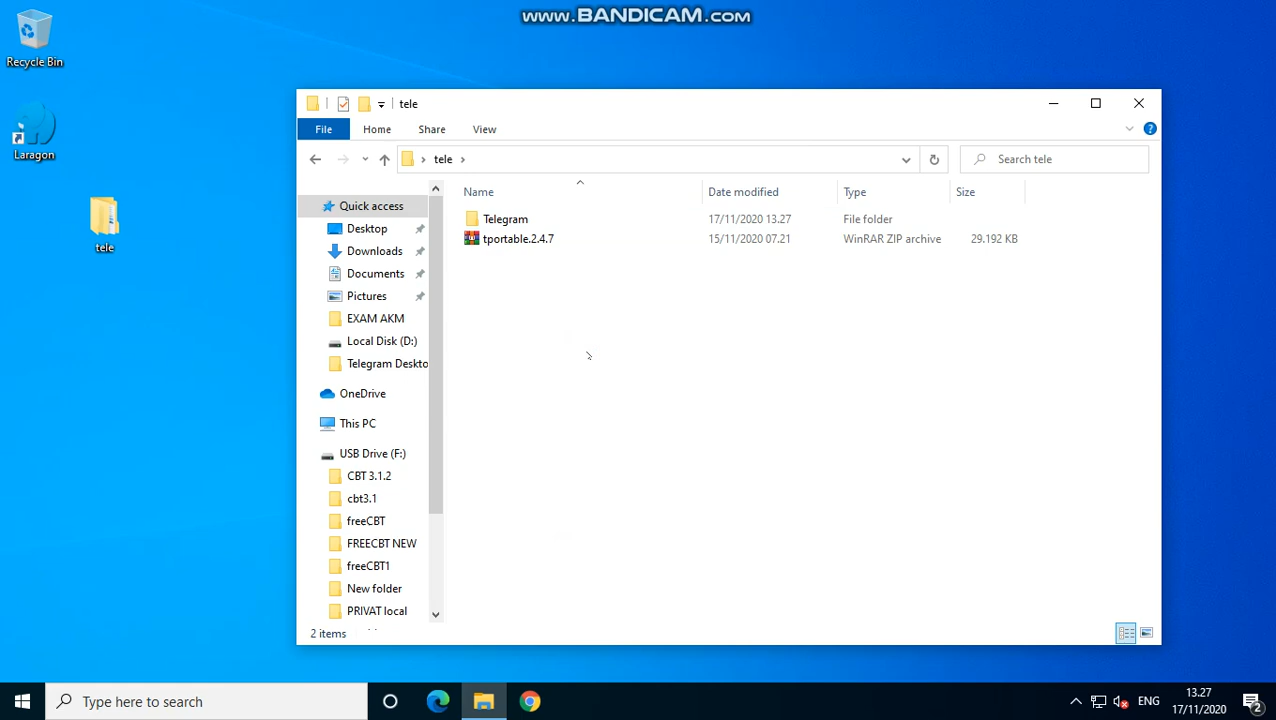 www.BANDICAM.com
Recycle Bin
Laragon
tele
tele
File Home Share View
tele
Search tele
Name Date modified Type Size
Telegram 17/11/2020 13.27 File folder
tportable.2.4.7 15/11/2020 07.21 WinRAR ZIP archive 29.192 KB
Quick access
Desktop
Downloads
Documents
Pictures
EXAM AKM
Local Disk (D:)
Telegram Deskto
OneDrive
This PC
USB Drive (F:)
CBT 3.1.2
cbt3.1
freeCBT
FREECBT NEW
freeCBT1
New folder
PRIVAT local
2 items
Type here to search
ENG
13.27
17/11/2020
2